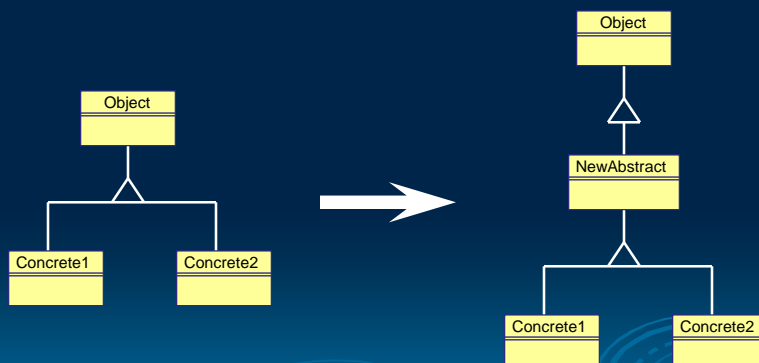 Object
Concrete1
Concrete2
Object
NewAbstract
Concrete1
Concrete2